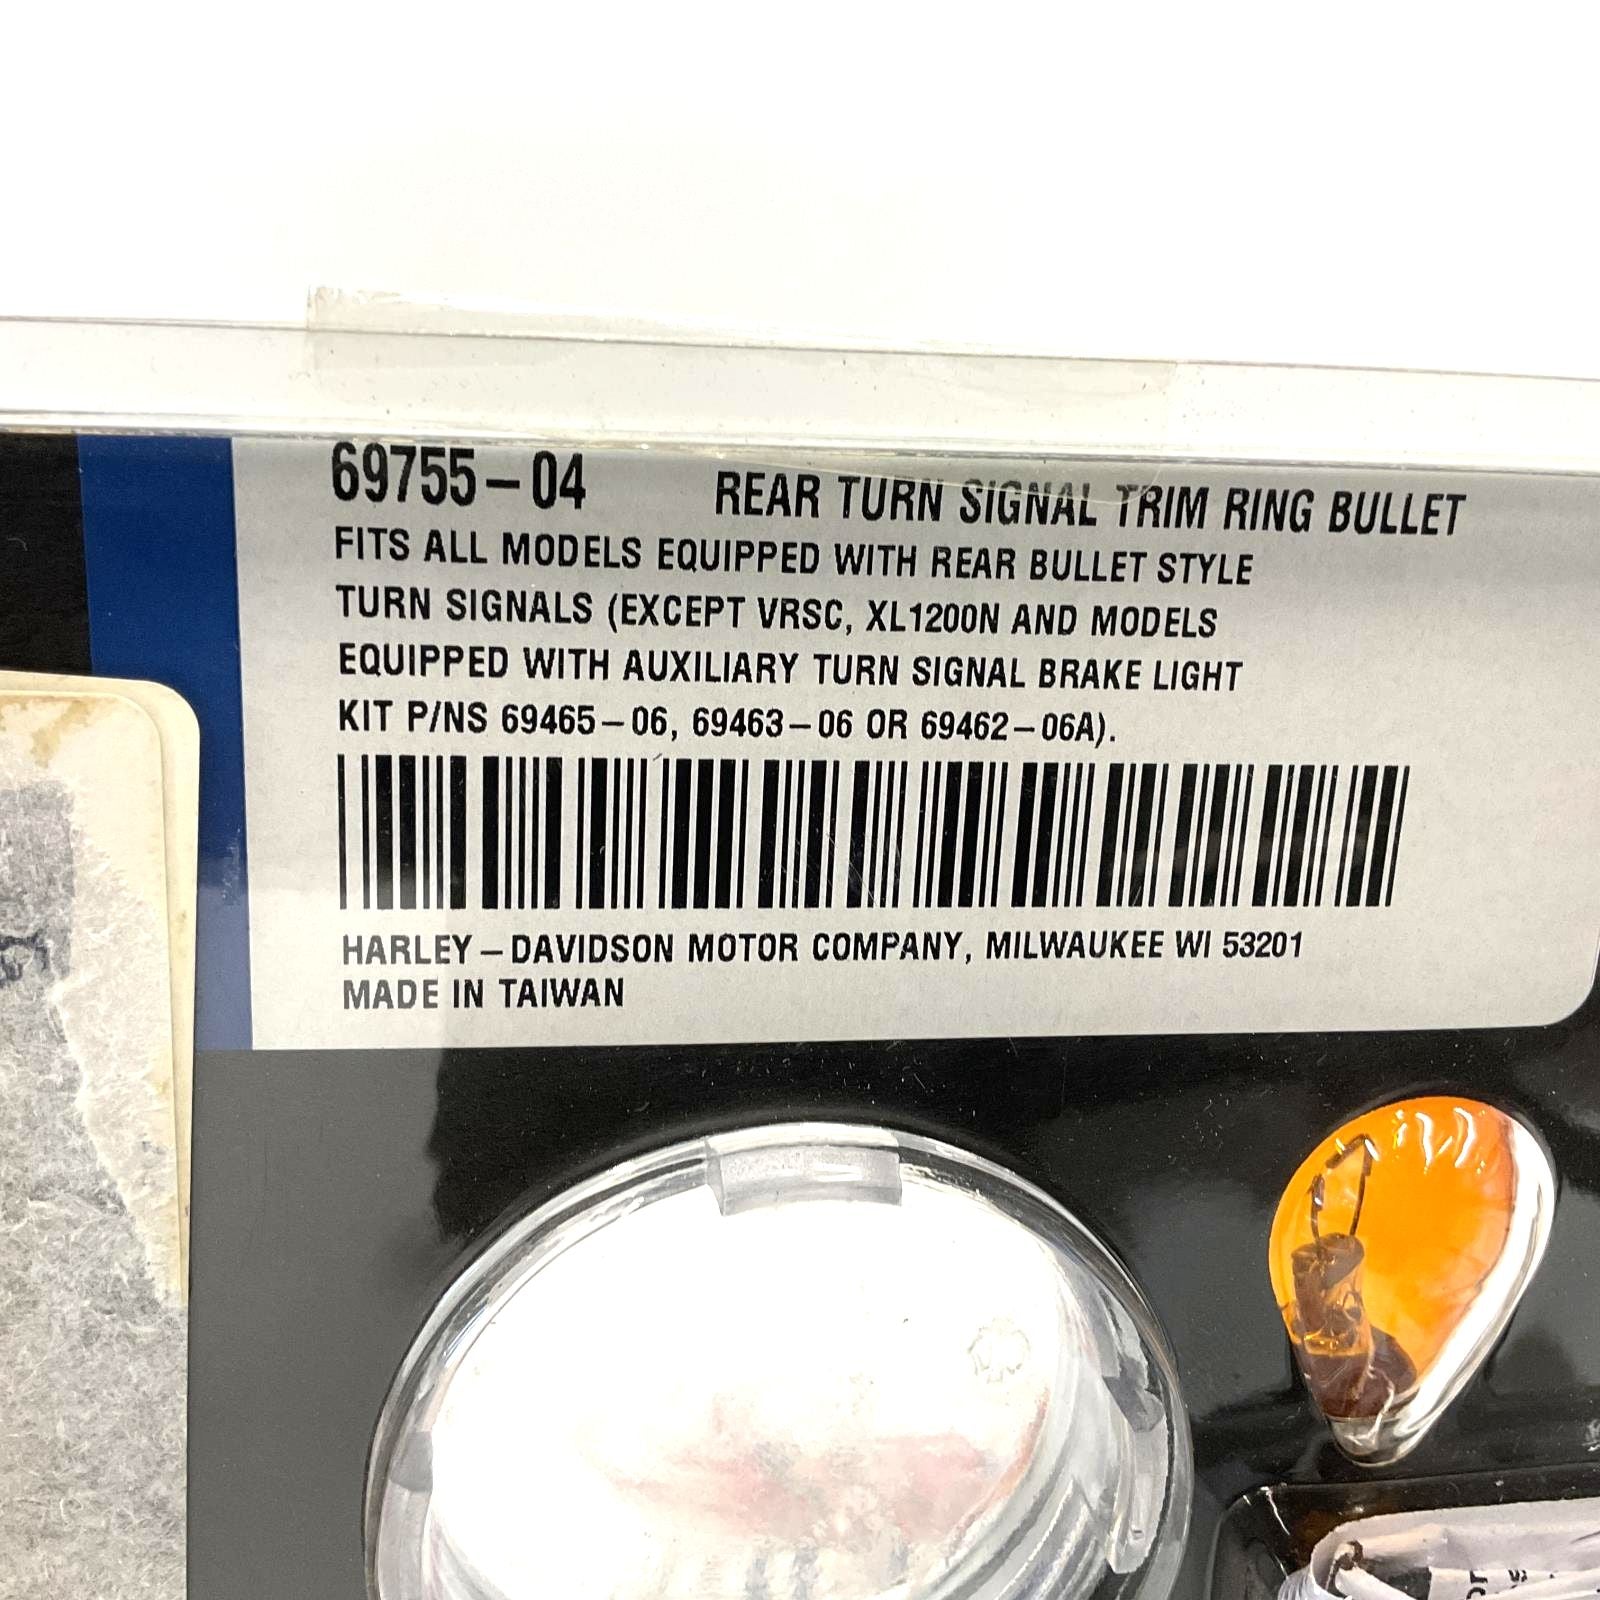 69755-04 REAR TURN SIGNAL TRIM RING BULLET
FITS ALL MODELS EQUIPPED WITH REAR BULLET STYLE
TURN SIGNALS (EXCEPT VRSC, XL1200N AND MODELS
EQUIPPED WITH AUXILIARY TURN SIGNAL BRAKE LIGHT
KIT P/NS 69465-06, 69463-06 OR 69462-06A).
HARLEY-DAVIDSON MOTOR COMPANY, MILWAUKEE WI 53201
MADE IN TAIWAN